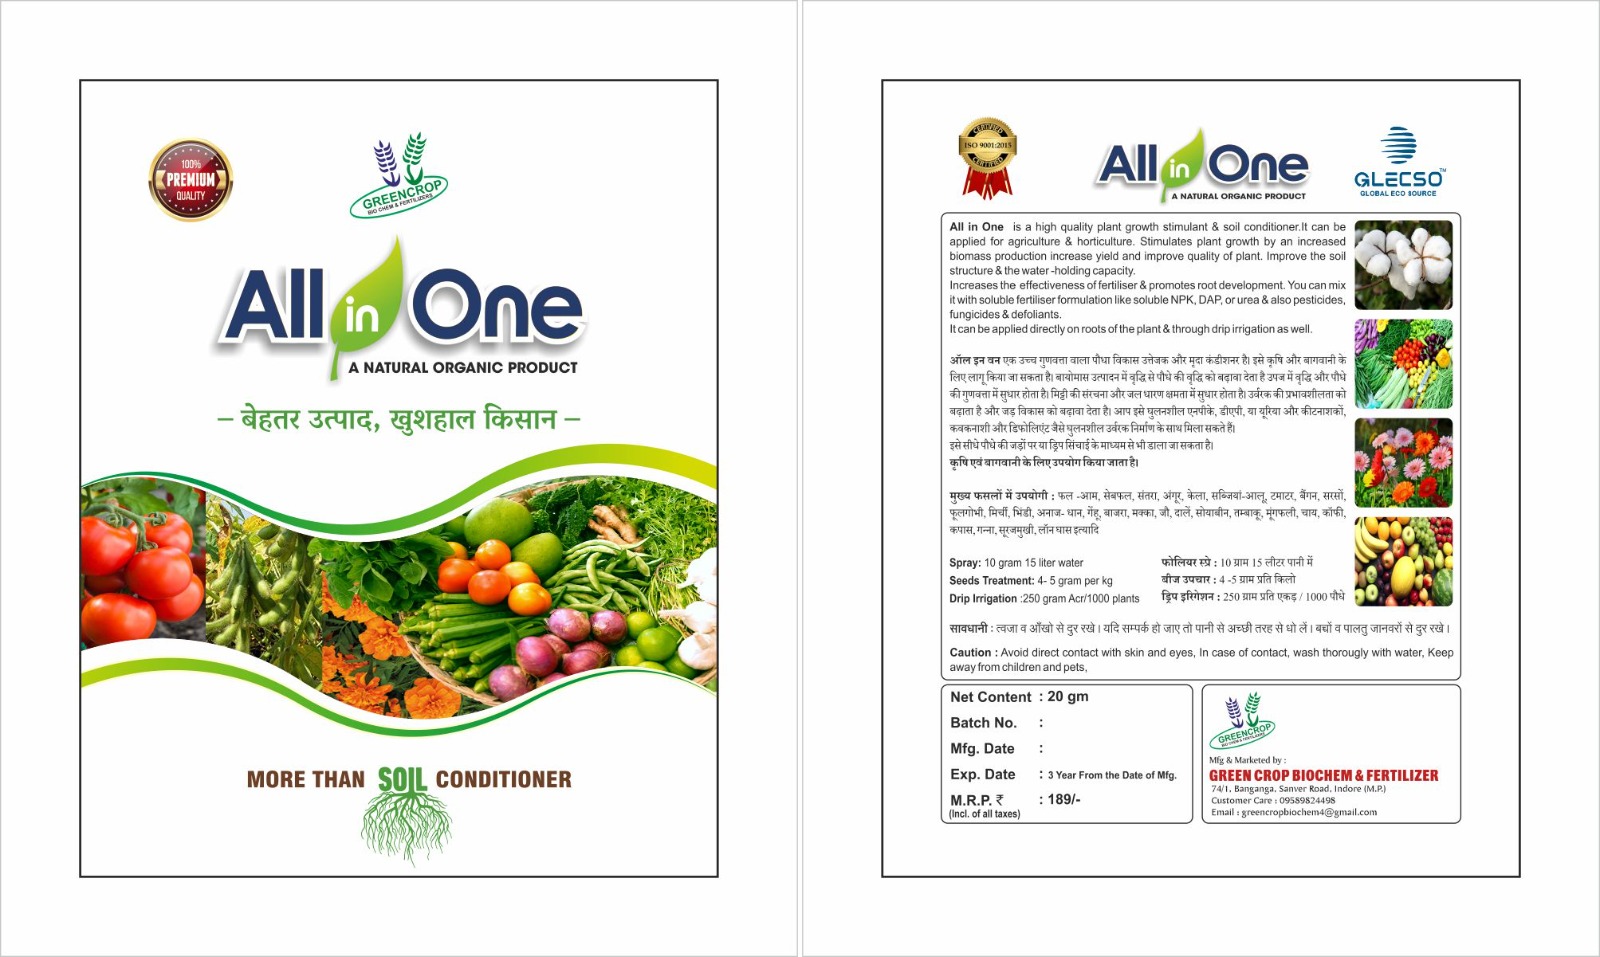 100%
PREMIUM
QUALITY
GREENCROP
BIO CHEM & FERTILIZERS
All in One
A NATURAL ORGANIC PRODUCT
– बेहतर उत्पाद, खुशहाल किसान –
MORE THAN SOIL CONDITIONER
CERTIFIED
ISO 9001:2015
CERTIFIED
All in One
A NATURAL ORGANIC PRODUCT
GLECSO™
GLOBAL ECO SOURCE
All in One is a high quality plant growth stimulant & soil conditioner.It can be
applied for agriculture & horticulture. Stimulates plant growth by an increased
biomass production increase yield and improve quality of plant. Improve the soil
structure & the water -holding capacity.
Increases the effectiveness of fertiliser & promotes root development. You can mix
it with soluble fertiliser formulation like soluble NPK, DAP, or urea & also pesticides,
fungicides & defoliants.
It can be applied directly on roots of the plant & through drip irrigation as well.
ऑल इन वन एक उच्च गुणवत्ता वाला पौधा विकास उत्तेजक और मृदा कंडीशनर है। इसे कृषि और बागवानी के
लिए लागू किया जा सकता है। बायोमास उत्पादन में वृद्धि से पौधे की वृद्धि को बढ़ावा देता है उपज में वृद्धि और पौधे
की गुणवत्ता में सुधार होता है। मिट्टी की संरचना और जल धारण क्षमता में सुधार होता है। उर्वरक की प्रभावशीलता को
बढ़ाता है और जड़ विकास को बढ़ावा देता है। आप इसे घुलनशील एनपीके, डीएपी, या यूरिया और कीटनाशकों,
कवकनाशी और डिफोलिएंट जैसे घुलनशील उर्वरक निर्माण के साथ मिला सकते हैं।
इसे सीधे पौधे की जड़ों पर या ड्रिप सिंचाई के माध्यम से भी डाला जा सकता है।
कृषि एवं बागवानी के लिए उपयोग किया जाता है।
मुख्य फसलों में उपयोगी : फल -आम, सेबफल, संतरा, अंगूर, केला, सब्जियां-आलू, टमाटर, बैंगन, सरसों,
फूलगोभी, मिर्ची, भिंडी, अनाज- धान, गेंहू, बाजरा, मक्का, जौ, दालें, सोयाबीन, तम्बाकू, मूंगफली, चाय, कॉफी,
कपास, गन्ना, सूरजमुखी, लॉन घास इत्यादि
Spray: 10 gram 15 liter water
Seeds Treatment: 4- 5 gram per kg
Drip Irrigation :250 gram Acr/1000 plants
फोलियर स्प्रे : 10 ग्राम 15 लीटर पानी में
बीज उपचार : 4 -5 ग्राम प्रति किलो
ड्रिप इरिगेशन : 250 ग्राम प्रति एकड़ / 1000 पौधे
सावधानी : त्वजा व आँखो से दुर रखे। यदि सम्पर्क हो जाए तो पानी से अच्छी तरह से धो लें। बच्चों व पालतु जानवरों से दुर रखे।
Caution : Avoid direct contact with skin and eyes, In case of contact, wash thorougly with water, Keep
away from children and pets,
Net Content : 20 gm
Batch No. :
Mfg. Date :
Exp. Date : 3 Year From the Date of Mfg.
M.R.P. ₹ : 189/-
(Incl. of all taxes)
GREENCROP
BIO CHEM & FERTILIZERS
Mfg & Marketed by :
GREEN CROP BIOCHEM & FERTILIZER
74/1, Banganga, Sanver Road, Indore (M.P.)
Customer Care : 09589824498
Email : greencropbiochem4@gmail.com